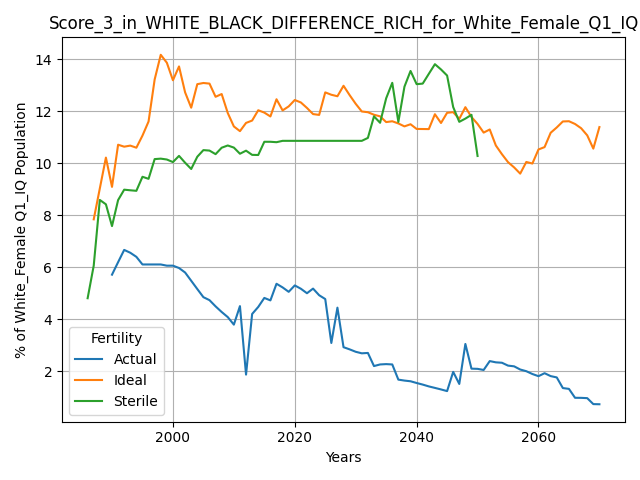 Score_3_in_WHITE_BLACK_DIFFERENCE_RICH_for_White_Female_Q1_IQ
% of White_Female Q1_IQ Population
14
12
10
8
6
4
2
Fertility
Actual
Ideal
Sterile
2000 2020 2040 2060
Years